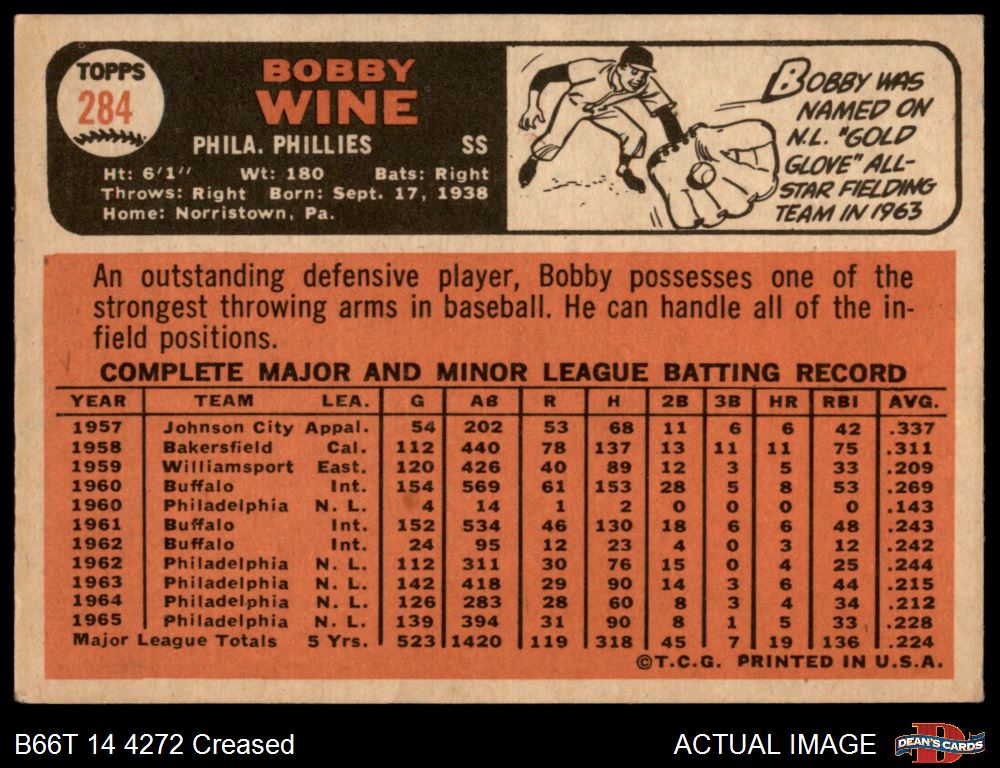 TOPPS
284
BOBBY
WINE
PHILA. PHILLIES SS
Ht: 6'1" Wt: 180 Bats: Right
Throws: Right Born: Sept. 17, 1938
Home: Norristown, Pa.
BOBBY WAS
NAMED ON
N.L. "GOLD
GLOVE" ALL-
STAR FIELDING
TEAM IN 1963
An outstanding defensive player, Bobby possesses one of the
strongest throwing arms in baseball. He can handle all of the in-
field positions.
COMPLETE MAJOR AND MINOR LEAGUE BATTING RECORD
YEAR TEAM LEA. G AB R H 2B 3B HR RBI AVG.
1957 Johnson City Appal. 54 202 53 68 11 6 6 42 .337
1958 Bakersfield Cal. 112 440 78 137 13 11 11 75 .311
1959 Williamsport East. 120 426 40 89 12 3 5 33 .209
1960 Buffalo Int. 154 569 61 153 28 5 8 53 .269
1960 Philadelphia N. L. 4 14 1 2 0 0 0 0 .143
1961 Buffalo Int. 152 534 46 130 18 6 6 48 .243
1962 Buffalo Int. 24 95 12 23 4 0 3 12 .242
1962 Philadelphia N. L. 112 311 30 76 15 0 4 25 .244
1963 Philadelphia N. L. 142 418 29 90 14 3 6 44 .215
1964 Philadelphia N. L. 126 283 28 60 8 3 4 34 .212
1965 Philadelphia N. L. 139 394 31 90 8 1 5 33 .228
Major League Totals 5 Yrs. 523 1420 119 318 45 7 19 136 .224
©T.C.G. PRINTED IN U.S.A.
B66T 14 4272 Creased
ACTUAL IMAGE
D
DEAN'S CARDS